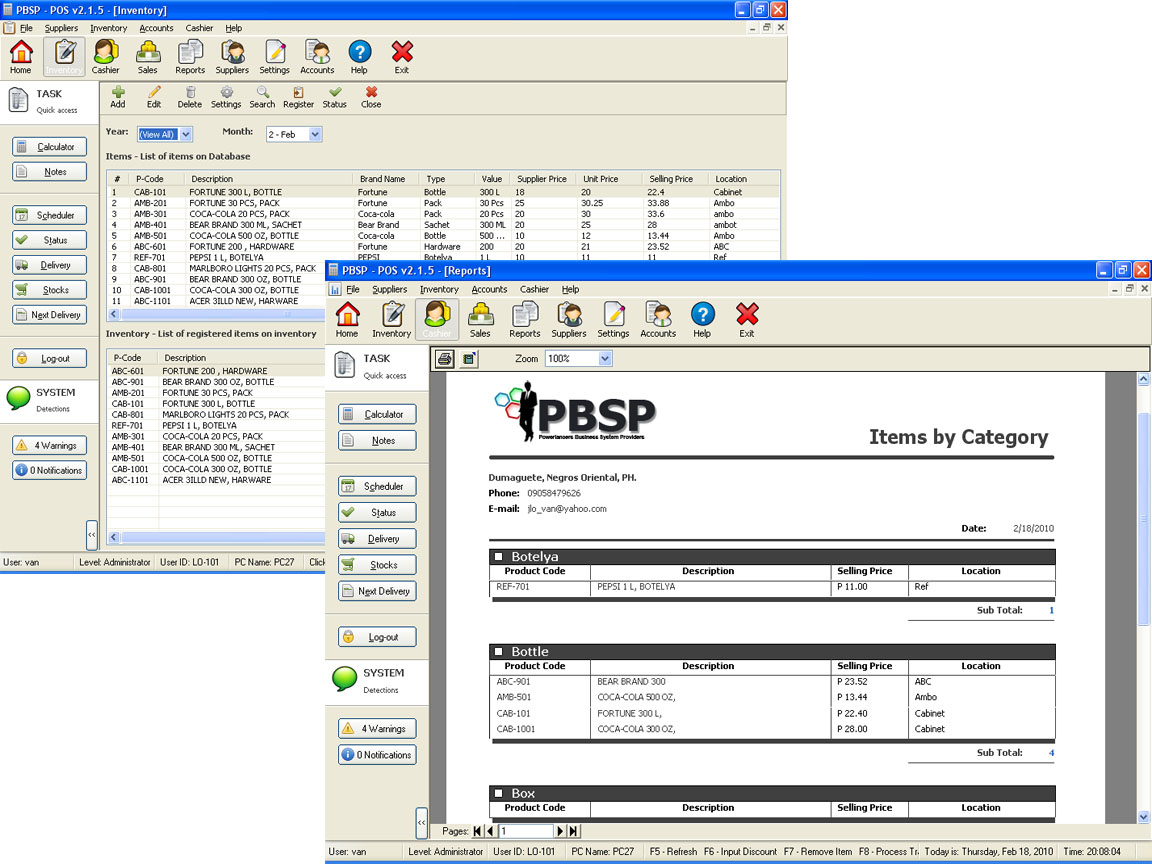 PBSP - POS v2.1.5 - [Inventory]
File Suppliers Inventory Accounts Cashier Help
Home Inventory Cashier Sales Reports Suppliers Settings Accounts Help Exit
TASK
Quick access
Add Edit Delete Settings Search Register Status Close
Year: (View All) Month: 2 - Feb
Calculator
Notes
Scheduler
Status
Delivery
Stocks
Next Delivery
Log-out
SYSTEM
Detections
4 Warnings
0 Notifications
Items - List of items on Database
# P-Code Description Brand Name Type Value Supplier Price Unit Price Selling Price Location
1 CAB-101 FORTUNE 300 L, BOTTLE Fortune Bottle 300 L 18 20 22.4 Cabinet
2 AMB-201 FORTUNE 30 PCS, PACK Fortune Pack 30 Pcs 25 30.25 33.88 Ambo
3 AMB-301 COCA-COLA 20 PCS, PACK Coca-cola Pack 20 Pcs 20 30 33.6 ambo
4 AMB-401 BEAR BRAND 300 ML, SACHET Bear Brand Sachet 300 ML 20 25 28 ambot
5 AMB-501 COCA-COLA 500 OZ, BOTTLE Coca-cola Bottle 500 ... 10 12 13.44 Ambo
6 ABC-601 FORTUNE 200 , HARDWARE Fortune Hardware 200 20 21 23.52 ABC
7 REF-701 PEPSI 1 L, BOTELYA PEPSI Botelya 1 L 10 11 11 Ref
8 CAB-801 MARLBORO LIGHTS 20 PCS, PACK
9 ABC-901 BEAR BRAND 300 OZ, BOTTLE
10 CAB-1001 COCA-COLA 300 OZ, BOTTLE
11 ABC-1101 ACER 3ILLD NEW, HARWARE
Inventory - List of registered items on inventory
P-Code Description
ABC-601 FORTUNE 200 , HARDWARE
ABC-901 BEAR BRAND 300 OZ, BOTTLE
AMB-201 FORTUNE 30 PCS, PACK
CAB-101 FORTUNE 300 L, BOTTLE
CAB-801 MARLBORO LIGHTS 20 PCS, PACK
REF-701 PEPSI 1 L, BOTELYA
AMB-301 COCA-COLA 20 PCS, PACK
AMB-401 BEAR BRAND 300 ML, SACHET
AMB-501 COCA-COLA 500 OZ, BOTTLE
CAB-1001 COCA-COLA 300 OZ, BOTTLE
ABC-1101 ACER 3ILLD NEW, HARWARE
User: van Level: Administrator User ID: LO-101 PC Name: PC27
PBSP - POS v2.1.5 - [Reports]
File Suppliers Inventory Accounts Cashier Help
Home Inventory Cashier Sales Reports Suppliers Settings Accounts Help Exit
TASK
Quick access
Zoom 100%
Calculator
Notes
Scheduler
Status
Delivery
Stocks
Next Delivery
Log-out
SYSTEM
Detections
4 Warnings
0 Notifications
PBSP
Powerlansers Business System Providers
Items by Category
Dumaguete, Negros Oriental, PH.
Phone: 09058479626
E-mail: jlo_van@yahoo.com
Date: 2/18/2010
Botelya
Product Code Description Selling Price Location
REF-701 PEPSI 1 L, BOTELYA P 11.00 Ref
Sub Total: 1
Bottle
Product Code Description Selling Price Location
ABC-901 BEAR BRAND 300 P 23.52 ABC
AMB-501 COCA-COLA 500 OZ, P 13.44 Ambo
CAB-101 FORTUNE 300 L, P 22.40 Cabinet
CAB-1001 COCA-COLA 300 OZ, P 28.00 Cabinet
Sub Total: 4
Box
Product Code Description Selling Price Location
Pages: 1
User: van Level: Administrator User ID: LO-101 PC Name: PC27 F5 - Refresh F6 - Input Discount F7 - Remove Item F8 - Process Today is: Thursday, Feb 18, 2010 Time: 20:08:04